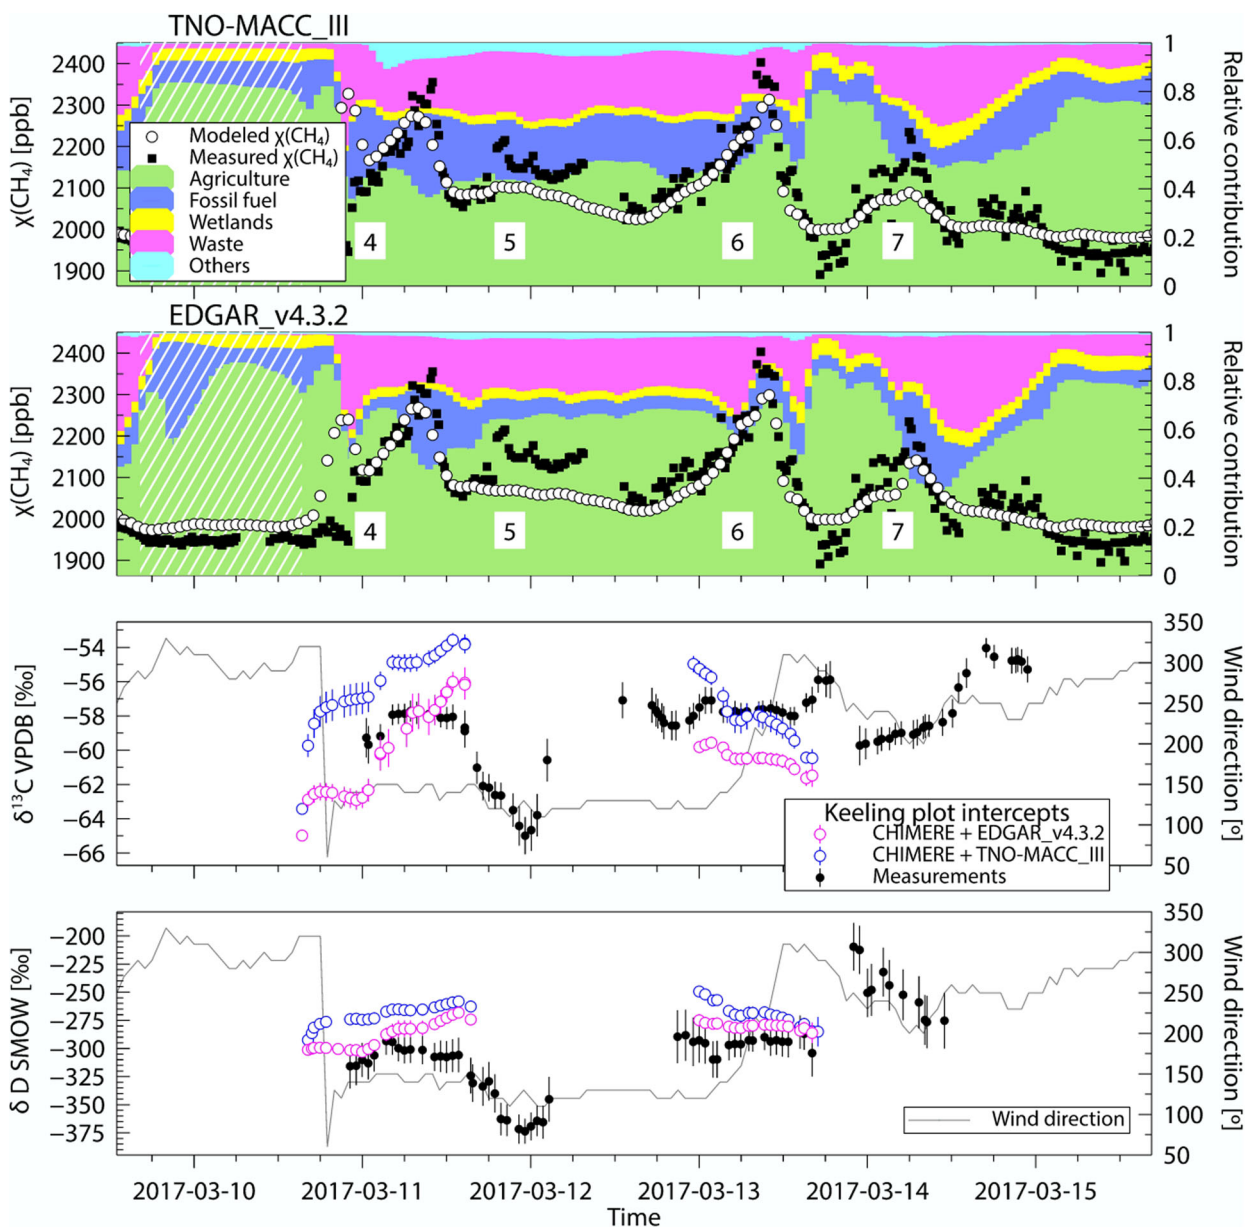 TNO-MACC_III
2400
2300
2200
2100
2000
1900
χ(CH₄) [ppb]
Modeled χ(CH₄)
Measured χ(CH₄)
Agriculture
Fossil fuel
Wetlands
Waste
Others
4
5
6
7
1
0.8
0.6
0.4
0.2
0
Relative contribution
EDGAR_v4.3.2
2400
2300
2200
2100
2000
1900
χ(CH₄) [ppb]
4
5
6
7
1
0.8
0.6
0.4
0.2
0
Relative contribution
−54
−56
−58
−60
−62
−64
−66
δ¹³C VPDB [‰]
Keeling plot intercepts
CHIMERE + EDGAR_v4.3.2
CHIMERE + TNO-MACC_III
Measurements
350
300
250
200
150
100
50
Wind direction [º]
−200
−225
−250
−275
−300
−325
−350
−375
δ D SMOW [‰]
Wind direction
350
300
250
200
150
100
50
Wind directiion [º]
2017-03-10
2017-03-11
2017-03-12
2017-03-13
2017-03-14
2017-03-15
Time